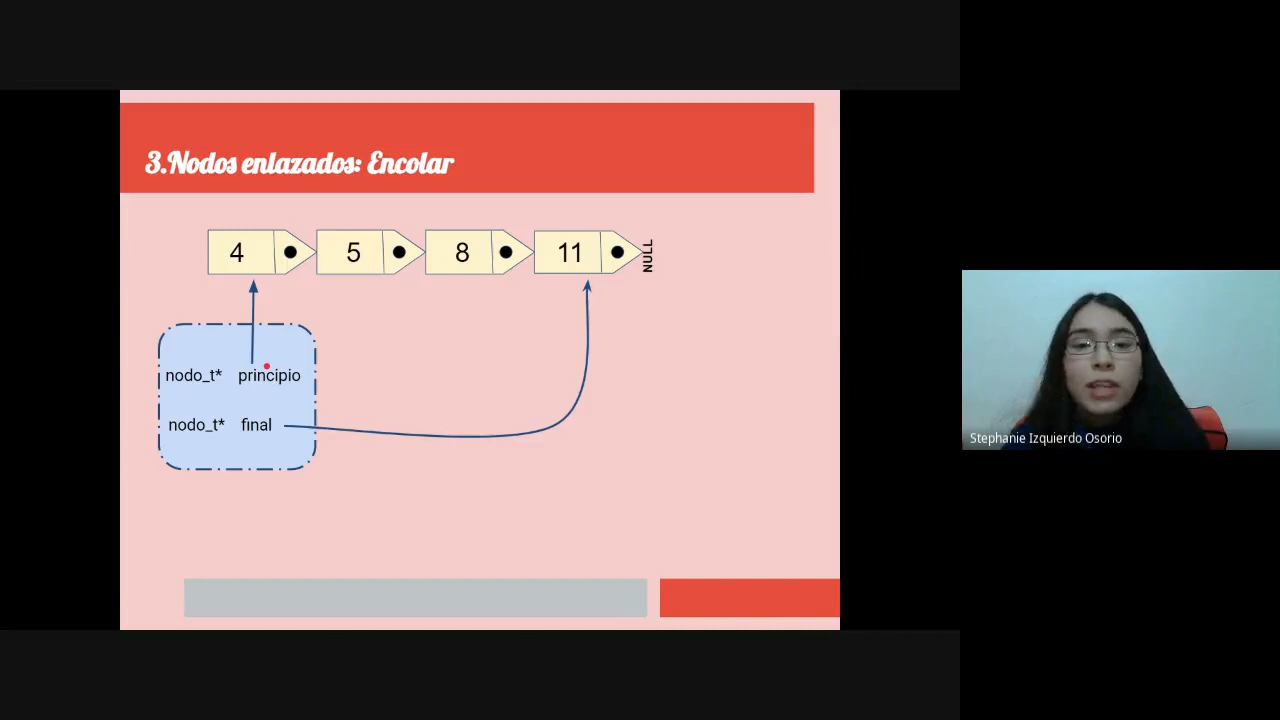 3.Nodos enlazados: Encolar
4 5 8 11 NULL
nodo_t* principio
nodo_t* final
Stephanie Izquierdo Osorio